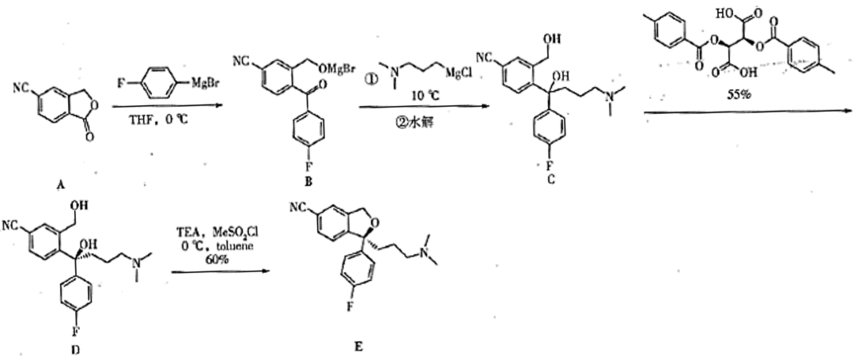 NC
O
O
A
F
MgBr
THF, 0 ℃
NC
OMgBr
O
F
B
①
N
MgCl
10 ℃
②水解
NC
OH
OH
N
F
C
HO
O
O
O
O
O
O
OH
55%
NC
OH
OH
N
F
D
TEA, MeSO₂Cl
0 ℃, toluene
60%
NC
O
N
F
E